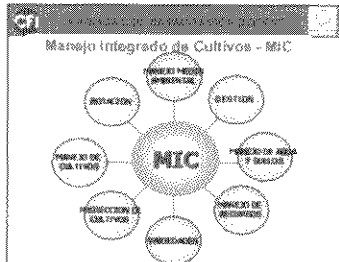 CFI
Manejo Integrado de Cultivos - MIC
MANEJO MEDIO
AMBIENTAL
ROTACION
GESTION
MIC
MANEJO DE
CULTIVOS
MANEJO DE AGUA
Y SUELOS
PROTECCION DE
CULTIVOS
MANEJO DE
RESIDUOS
VARIEDADES